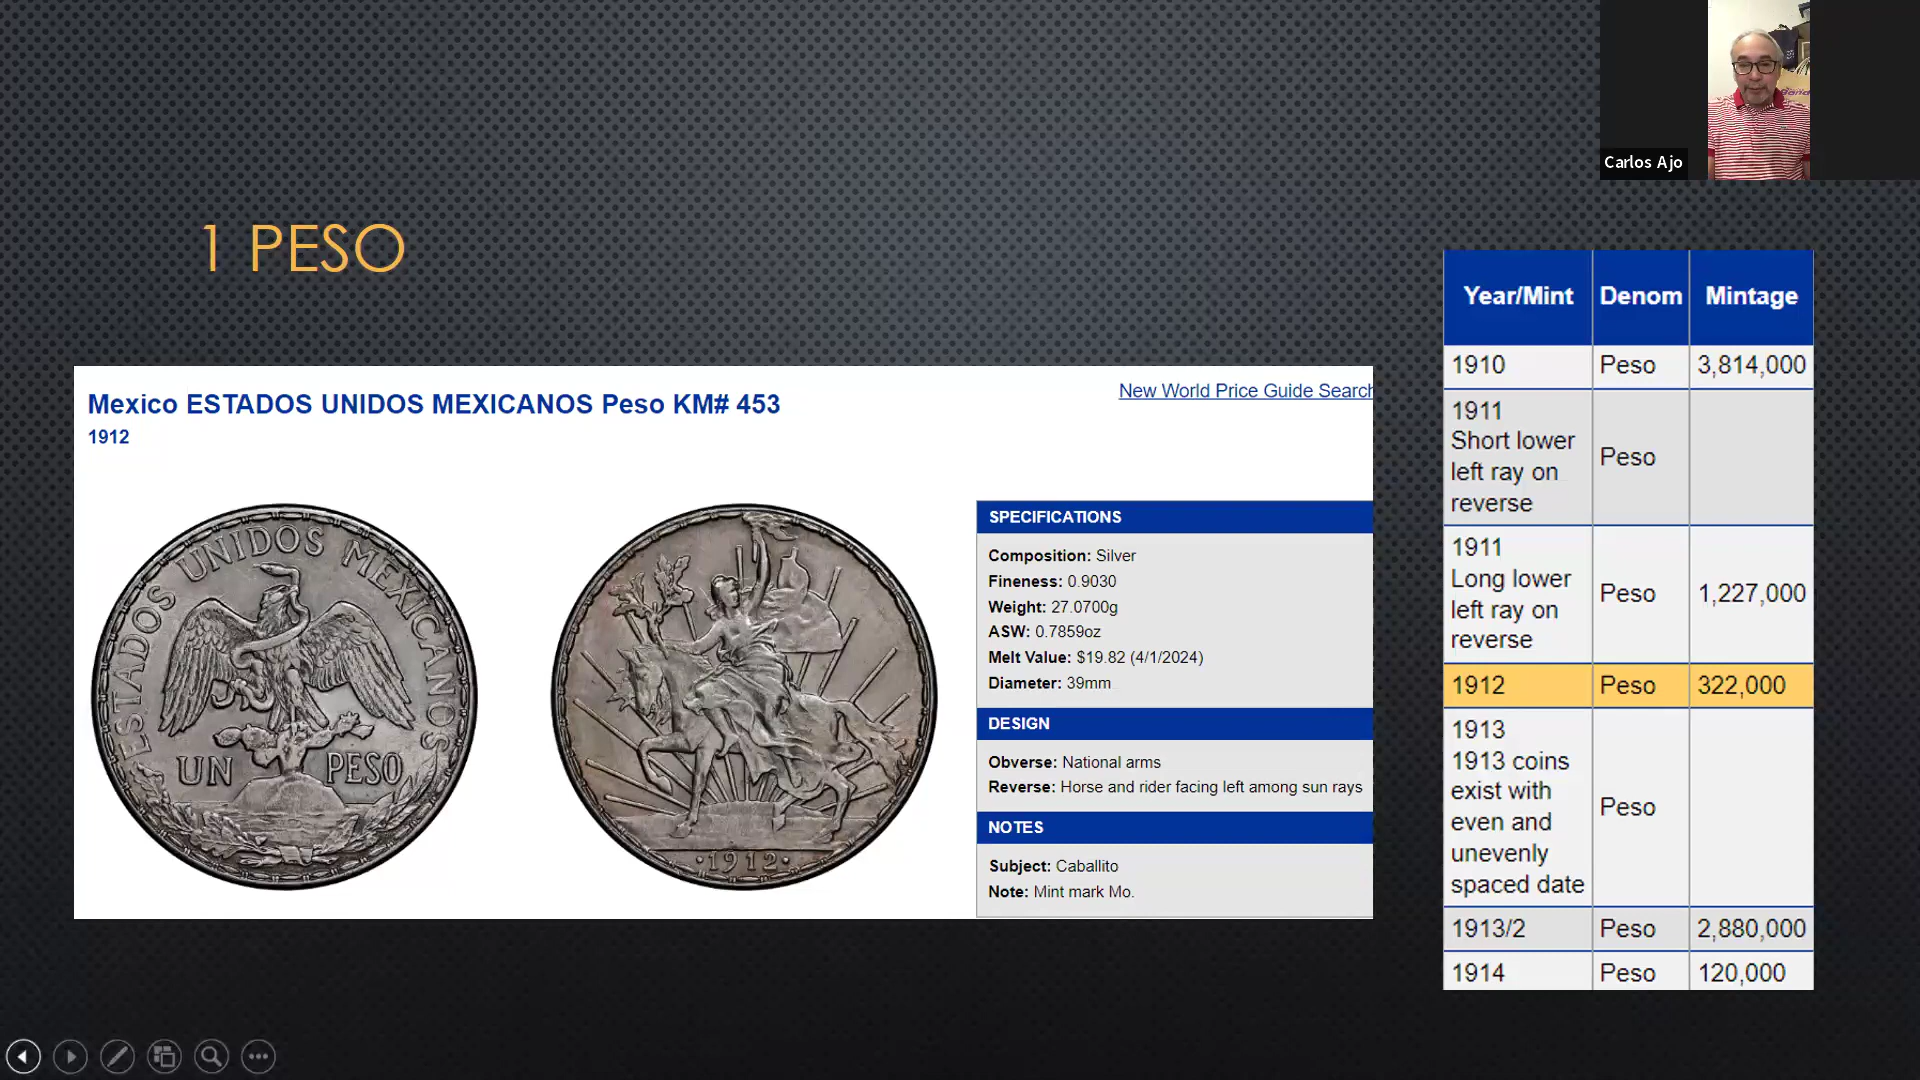 Carlos Ajo
1 PESO
Mexico ESTADOS UNIDOS MEXICANOS Peso KM# 453
1912
New World Price Guide Search
ESTADOS UNIDOS MEXICANOS
UN PESO
·1912·
SPECIFICATIONS
Composition: Silver
Fineness: 0.9030
Weight: 27.0700g
ASW: 0.7859oz
Melt Value: $19.82 (4/1/2024)
Diameter: 39mm
DESIGN
Obverse: National arms
Reverse: Horse and rider facing left among sun rays
NOTES
Subject: Caballito
Note: Mint mark Mo.
Year/Mint Denom Mintage
1910 Peso 3,814,000
1911
Short lower
left ray on
reverse
Peso
1911
Long lower
left ray on
reverse
Peso 1,227,000
1912 Peso 322,000
1913
1913 coins
exist with
even and
unevenly
spaced date
Peso
1913/2 Peso 2,880,000
1914 Peso 120,000